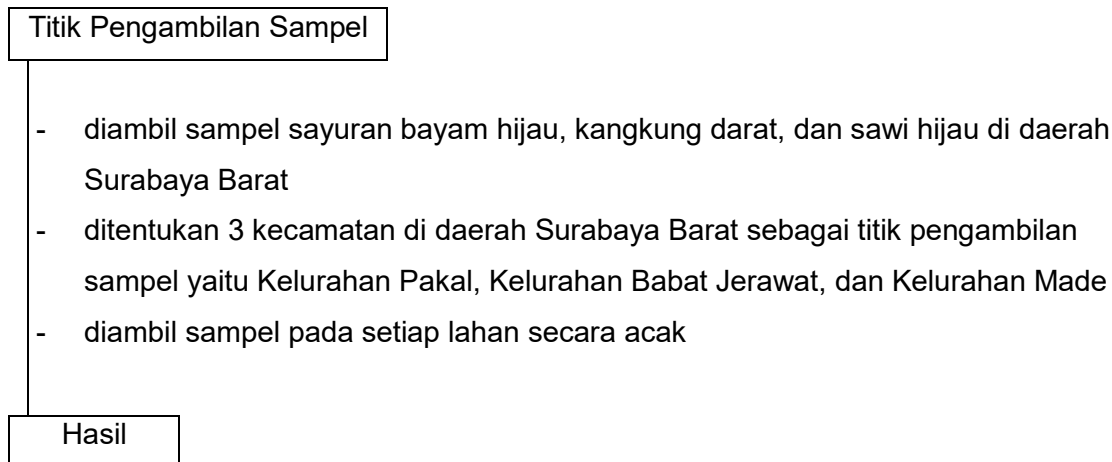 Titik Pengambilan Sampel
- diambil sampel sayuran bayam hijau, kangkung darat, dan sawi hijau di daerah
Surabaya Barat
- ditentukan 3 kecamatan di daerah Surabaya Barat sebagai titik pengambilan
sampel yaitu Kelurahan Pakal, Kelurahan Babat Jerawat, dan Kelurahan Made
- diambil sampel pada setiap lahan secara acak
Hasil